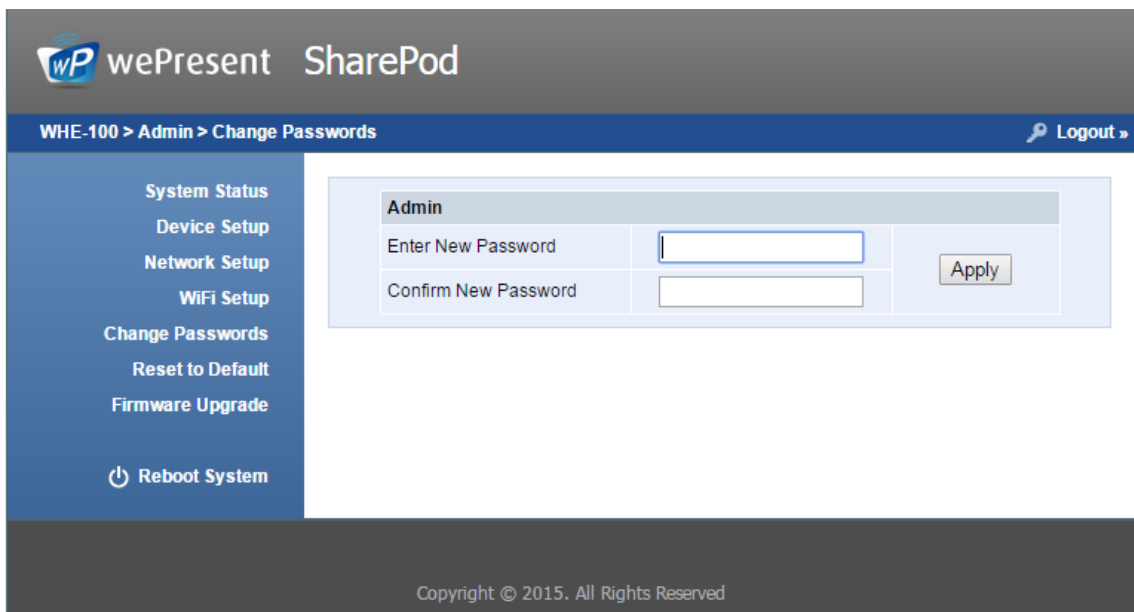 wP wePresent SharePod
WHE-100 > Admin > Change Passwords
Logout »
System Status
Device Setup
Network Setup
WiFi Setup
Change Passwords
Reset to Default
Firmware Upgrade
Reboot System
Admin
Enter New Password
Confirm New Password
Apply
Copyright © 2015. All Rights Reserved